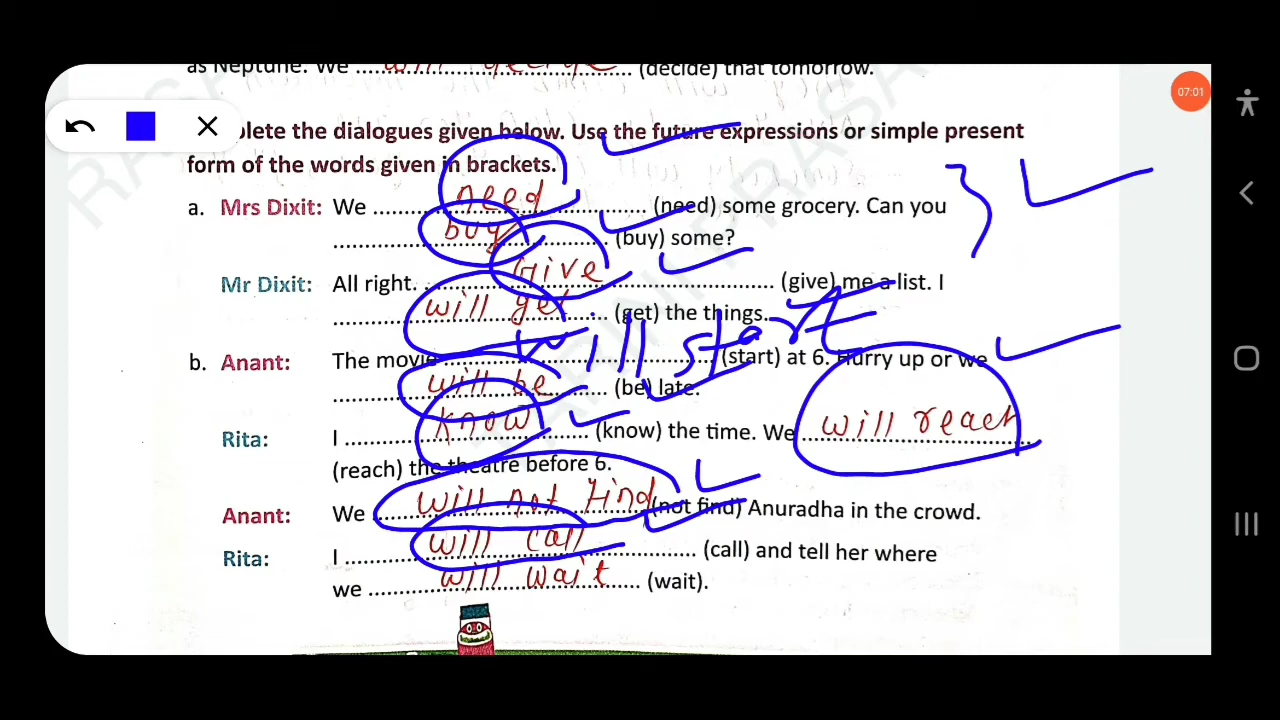 as Neptune. We will decide (decide) that tomorrow.
07:01
lete the dialogues given below. Use the future expressions or simple present
form of the words given in brackets.
a. Mrs Dixit: We need (need) some grocery. Can you
buy (buy) some?
Mr Dixit: All right. Give (give) me a list. I
will get (get) the things.
b. Anant: The movie will start (start) at 6. Hurry up or we
will be (be) late.
Rita: I know (know) the time. We will reach
(reach) the theatre before 6.
Anant: We will not find (not find) Anuradha in the crowd.
Rita: I will call (call) and tell her where
we will wait (wait).